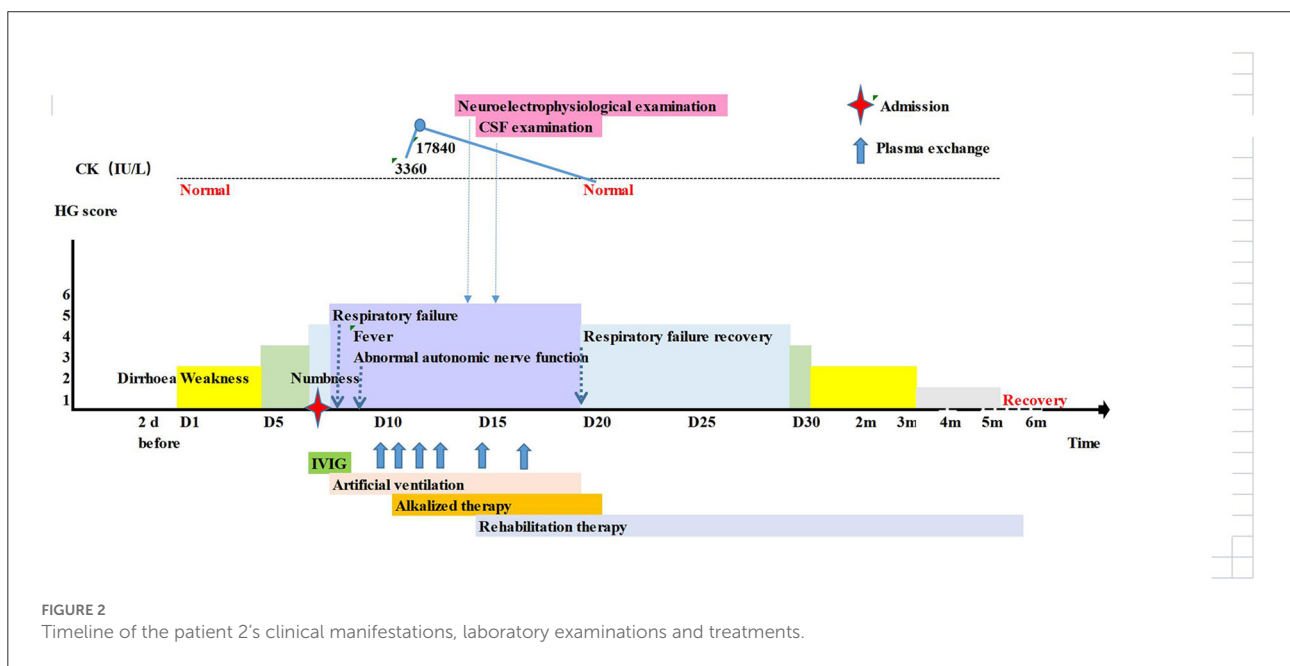 Neuroelectrophysiological examination
Admission
CSF examination
17840
Plasma exchange
3360
CK (IU/L)
Normal
Normal
HG score
6
5
4
3
2
1
Respiratory failure
Fever
Respiratory failure recovery
Abnormal autonomic nerve function
Dirrhoea
Weakness
Numbness
Recovery
2 d before
D1
D5
D10
D15
D20
D25
D30
2m
3m
4m
5m
6m
Time
IVIG
Artificial ventilation
Alkalized therapy
Rehabilitation therapy
FIGURE 2
Timeline of the patient 2's clinical manifestations, laboratory examinations and treatments.